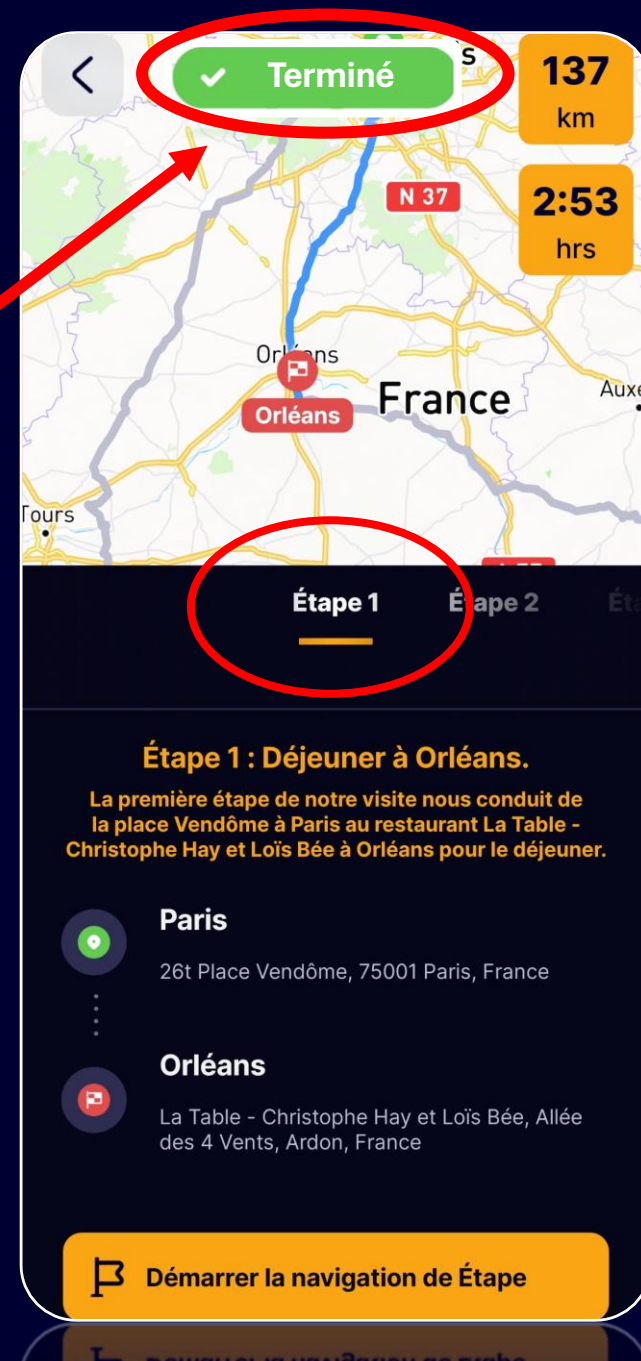 Terminé
s
137
km
N 37
2:53
hrs
Orléans
Orléans
France
Auxe
Tours
Étape 1
Étape 2
Éta
Étape 1 : Déjeuner à Orléans.
La première étape de notre visite nous conduit de
la place Vendôme à Paris au restaurant La Table -
Christophe Hay et Loïs Bée à Orléans pour le déjeuner.
Paris
26t Place Vendôme, 75001 Paris, France
Orléans
La Table - Christophe Hay et Loïs Bée, Allée
des 4 Vents, Ardon, France
Démarrer la navigation de Étape